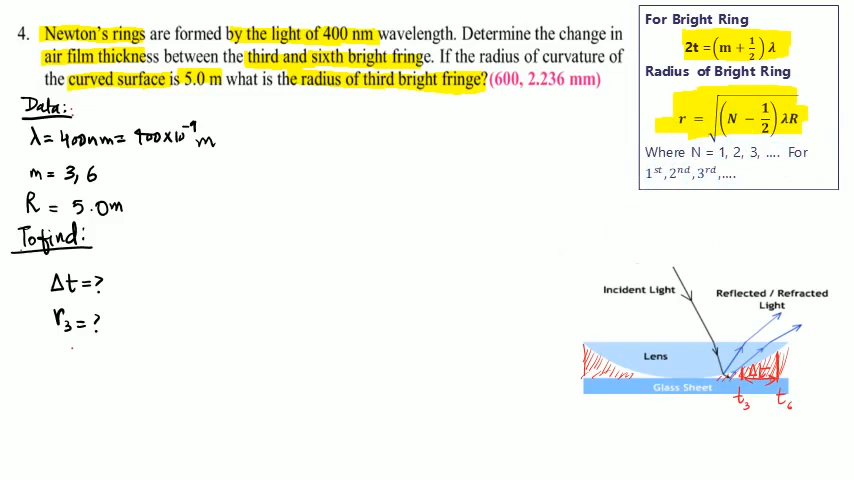 4. Newton's rings are formed by the light of 400 nm wavelength. Determine the change in
air film thickness between the third and sixth bright fringe. If the radius of curvature of
the curved surface is 5.0 m what is the radius of third bright fringe? (600, 2.236 mm)
For Bright Ring
2t = (m + 1/2) λ
Radius of Bright Ring
r = √((N − 1/2) λR)
Where N = 1, 2, 3, .... For
1st, 2nd, 3rd, ....
Data:
λ = 400nm = 400×10⁻⁹ m
m = 3, 6
R = 5.0m
To find:
Δt = ?
r₃ = ?
Incident Light
Reflected / Refracted
Light
Lens
Δt
Glass Sheet
t₃ t₆